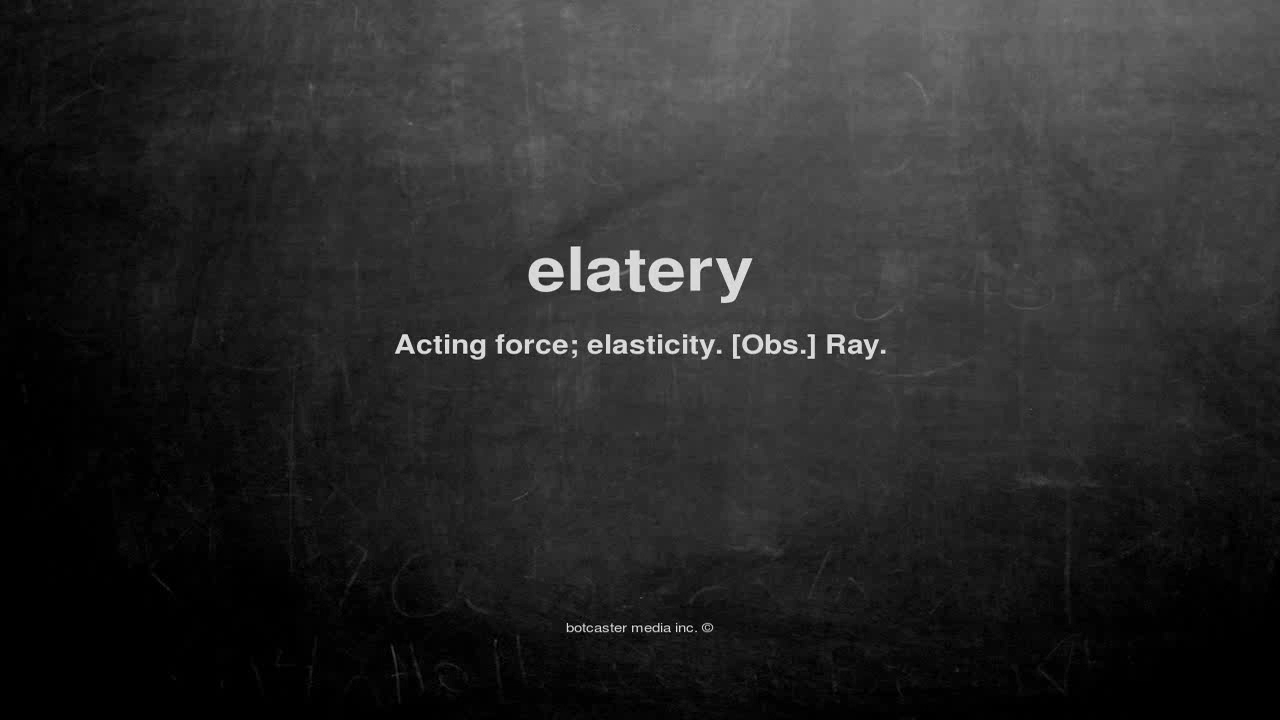 elatery
Acting force; elasticity. [Obs.] Ray.
botcaster media inc. ©